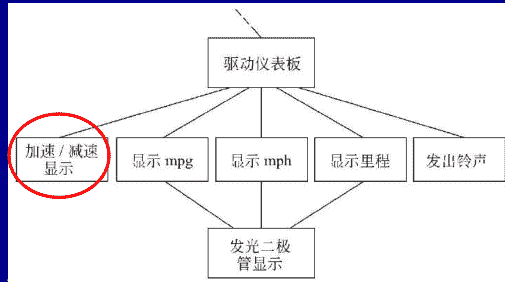 驱动仪表板
加速 / 减速
显示
显示 mpg
显示 mph
显示里程
发出铃声
发光二极
管显示